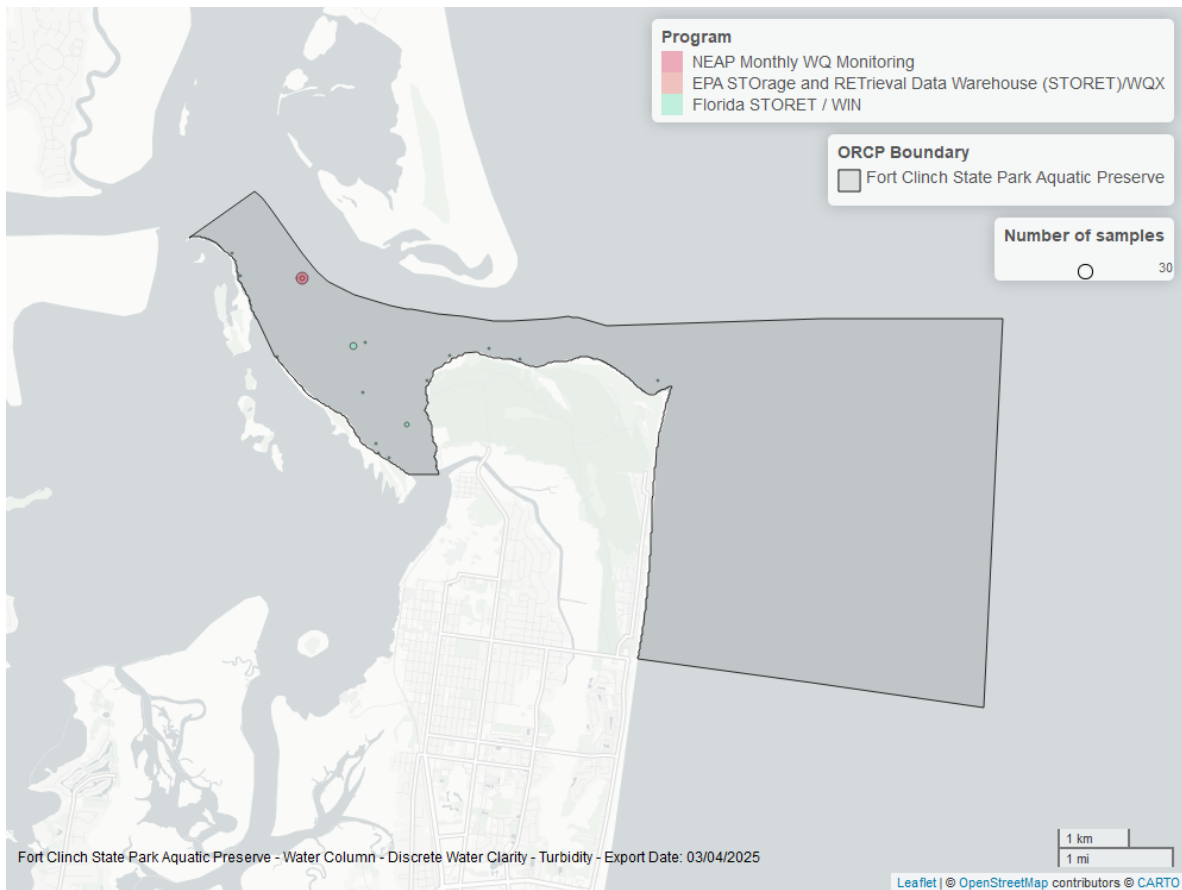 Program
NEAP Monthly WQ Monitoring
EPA STOrage and RETrieval Data Warehouse (STORET)/WQX
Florida STORET / WIN
ORCP Boundary
Fort Clinch State Park Aquatic Preserve
Number of samples
30
1 km
1 mi
Fort Clinch State Park Aquatic Preserve - Water Column - Discrete Water Clarity - Turbidity - Export Date: 03/04/2025
Leaflet | © OpenStreetMap contributors © CARTO